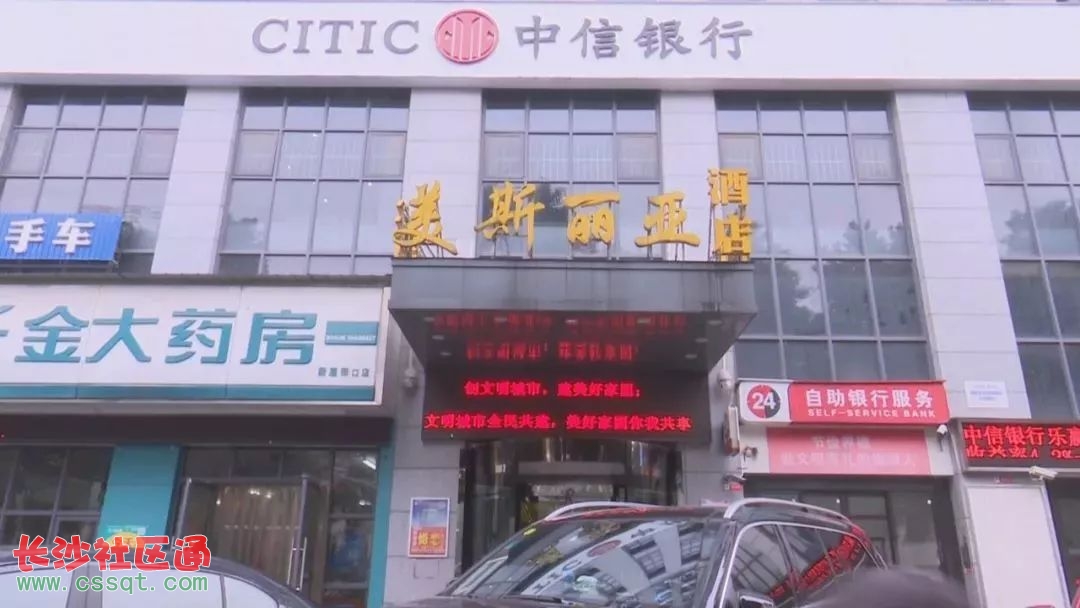 CITIC 中信银行
美斯丽亚酒店
手车
千金大药房
创文明城市，建美好家园；
文明城市全民共建，美好家园你我共享
24 自助银行服务
SELF-SERVICE BANK
中信银行乐
长沙社区通
www.cssqt.com